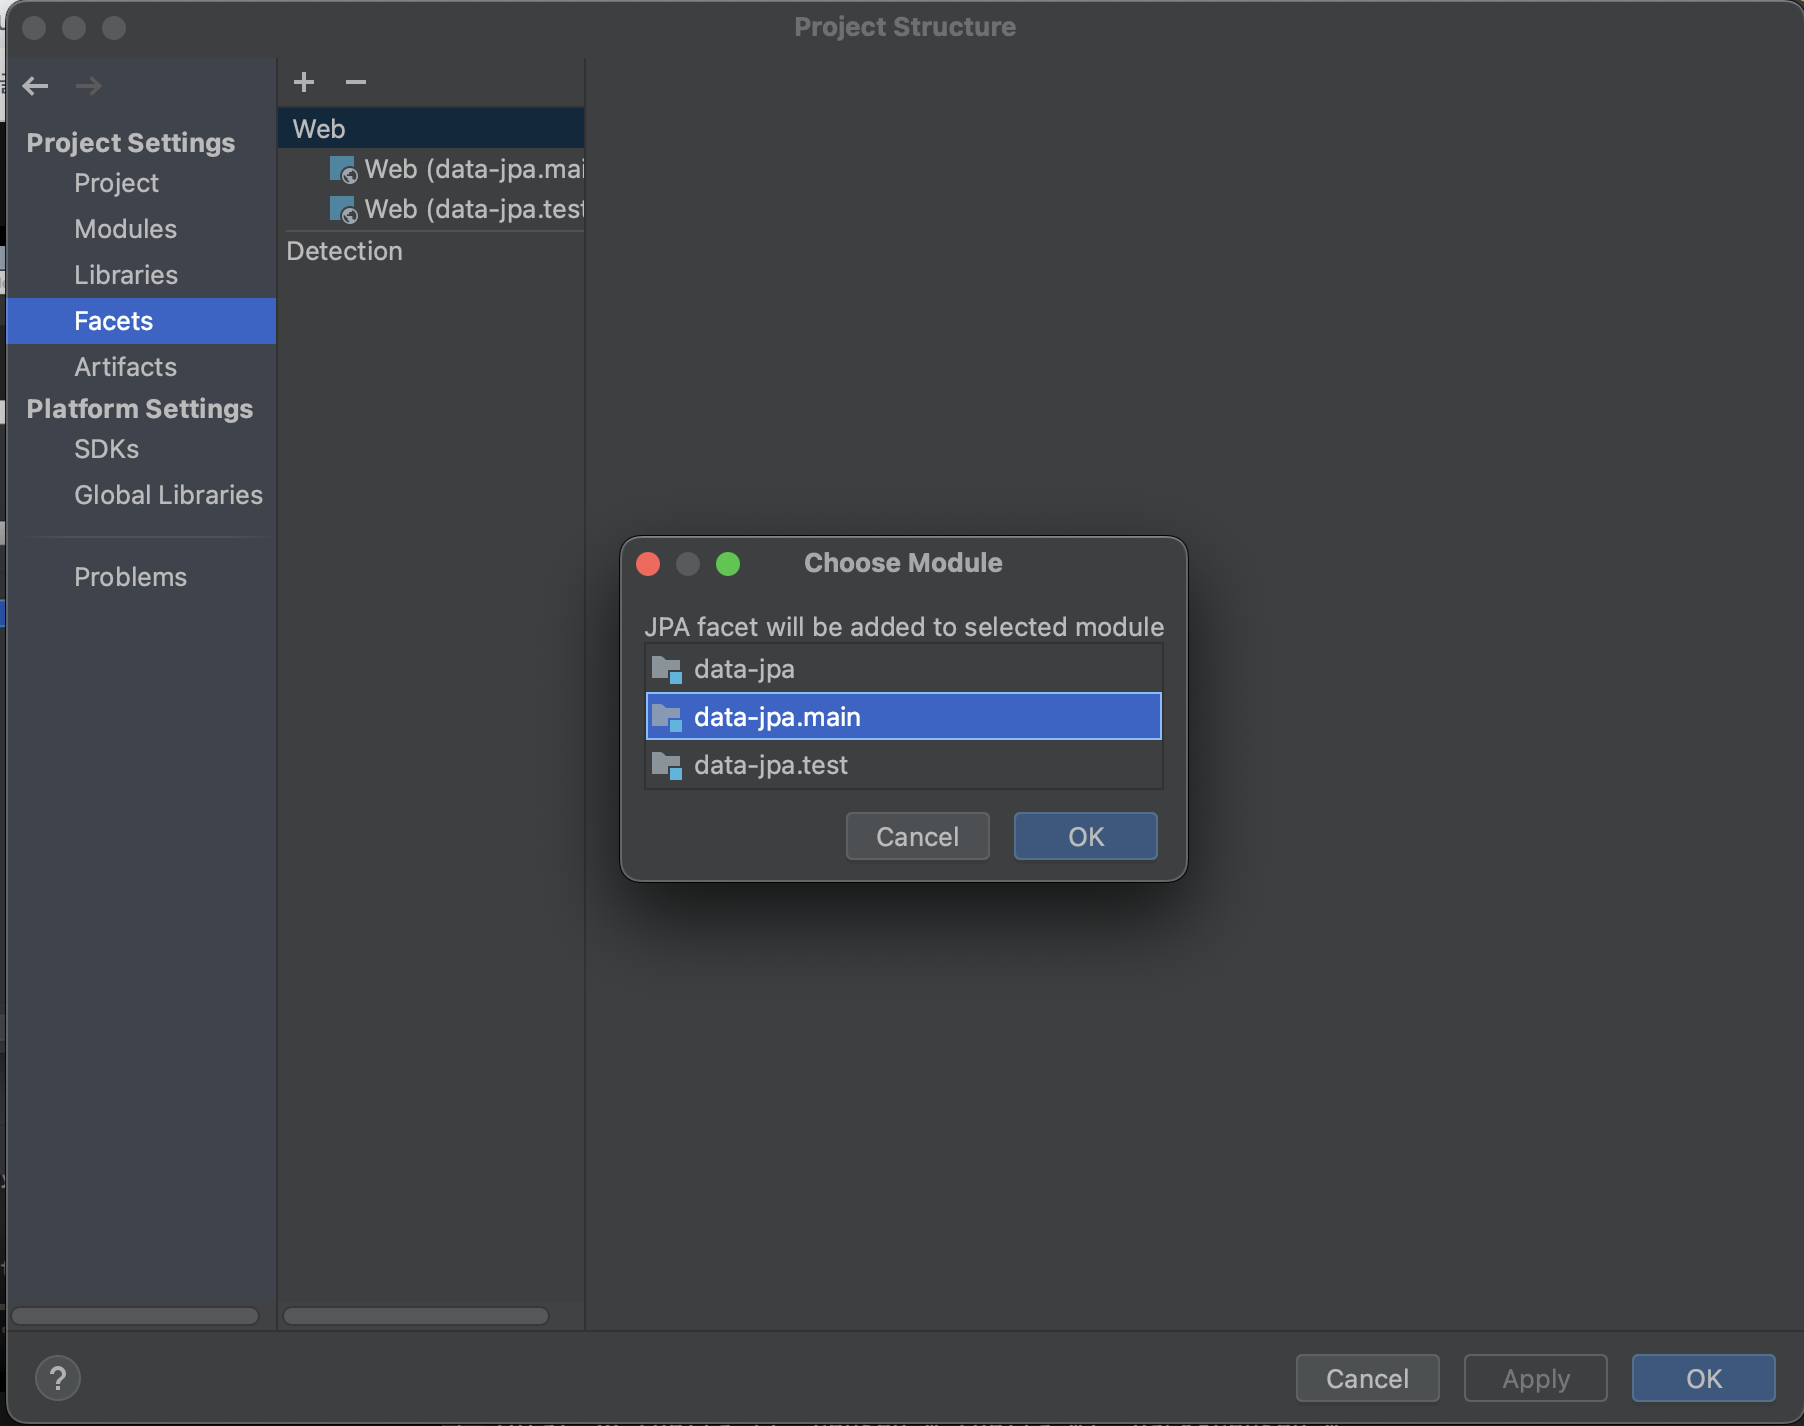 Project Structure
Project Settings
Project
Modules
Libraries
Facets
Artifacts
Platform Settings
SDKs
Global Libraries
Problems
Web
Web (data-jpa.mai
Web (data-jpa.test
Detection
Choose Module
JPA facet will be added to selected module
data-jpa
data-jpa.main
data-jpa.test
Cancel
OK
?
Cancel
Apply
OK